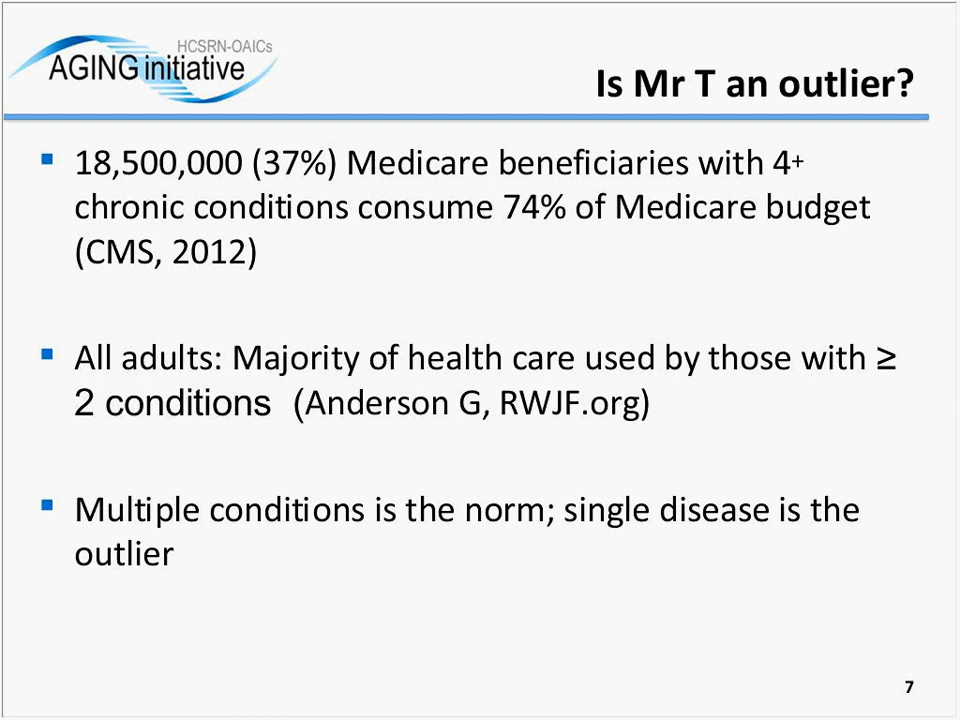 HCSRN-OAICs
AGING initiative
Is Mr T an outlier?
▪ 18,500,000 (37%) Medicare beneficiaries with 4+
chronic conditions consume 74% of Medicare budget
(CMS, 2012)
▪ All adults: Majority of health care used by those with ≥
2 conditions (Anderson G, RWJF.org)
▪ Multiple conditions is the norm; single disease is the
outlier
7